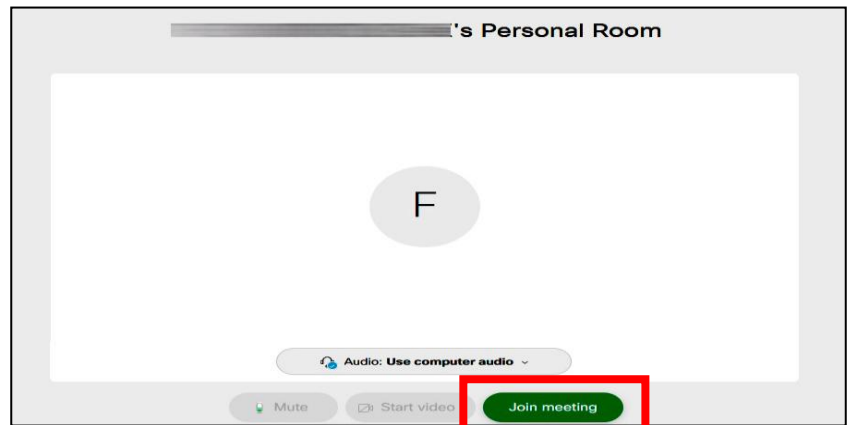 's Personal Room
F
Audio: Use computer audio
Mute
Start video
Join meeting